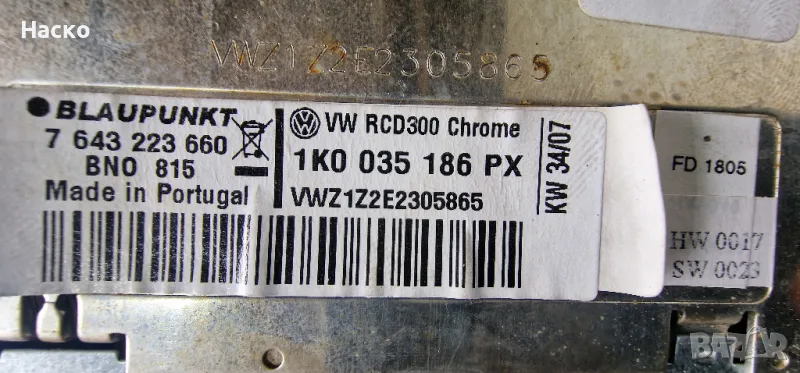 Наско
VWZ1Z2E2305865
BLAUPUNKT
7 643 223 660
BNO 815
Made in Portugal
VW RCD300 Chrome
1K0 035 186 PX
VWZ1Z2E2305865
KW 34/07
FD 1805
HW 0017
SW 0023
BAZAR